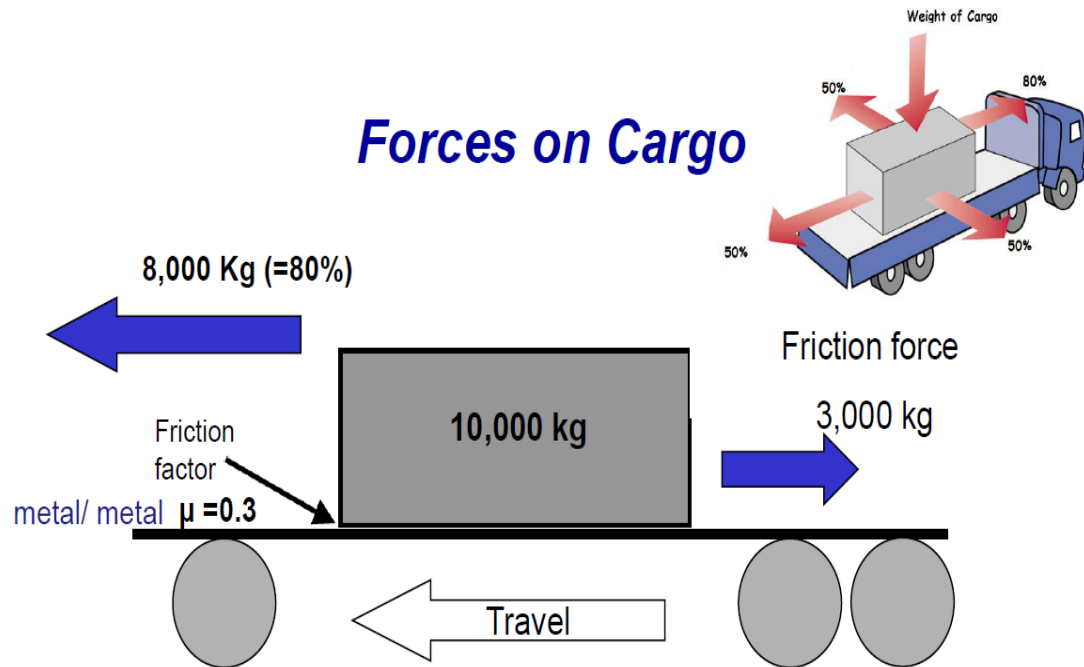 Weight of Cargo
50%
80%
Forces on Cargo
50%
50%
8,000 Kg (=80%)
Friction force
3,000 kg
10,000 kg
Friction
factor
metal/ metal μ =0.3
Travel